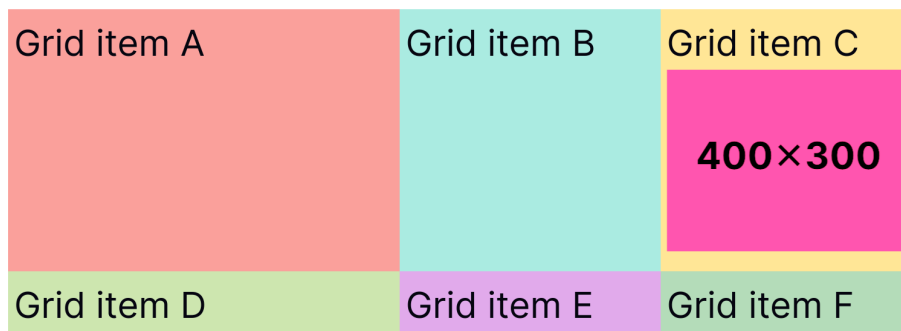 Grid item A
Grid item B
Grid item C
400×300
Grid item D
Grid item E
Grid item F